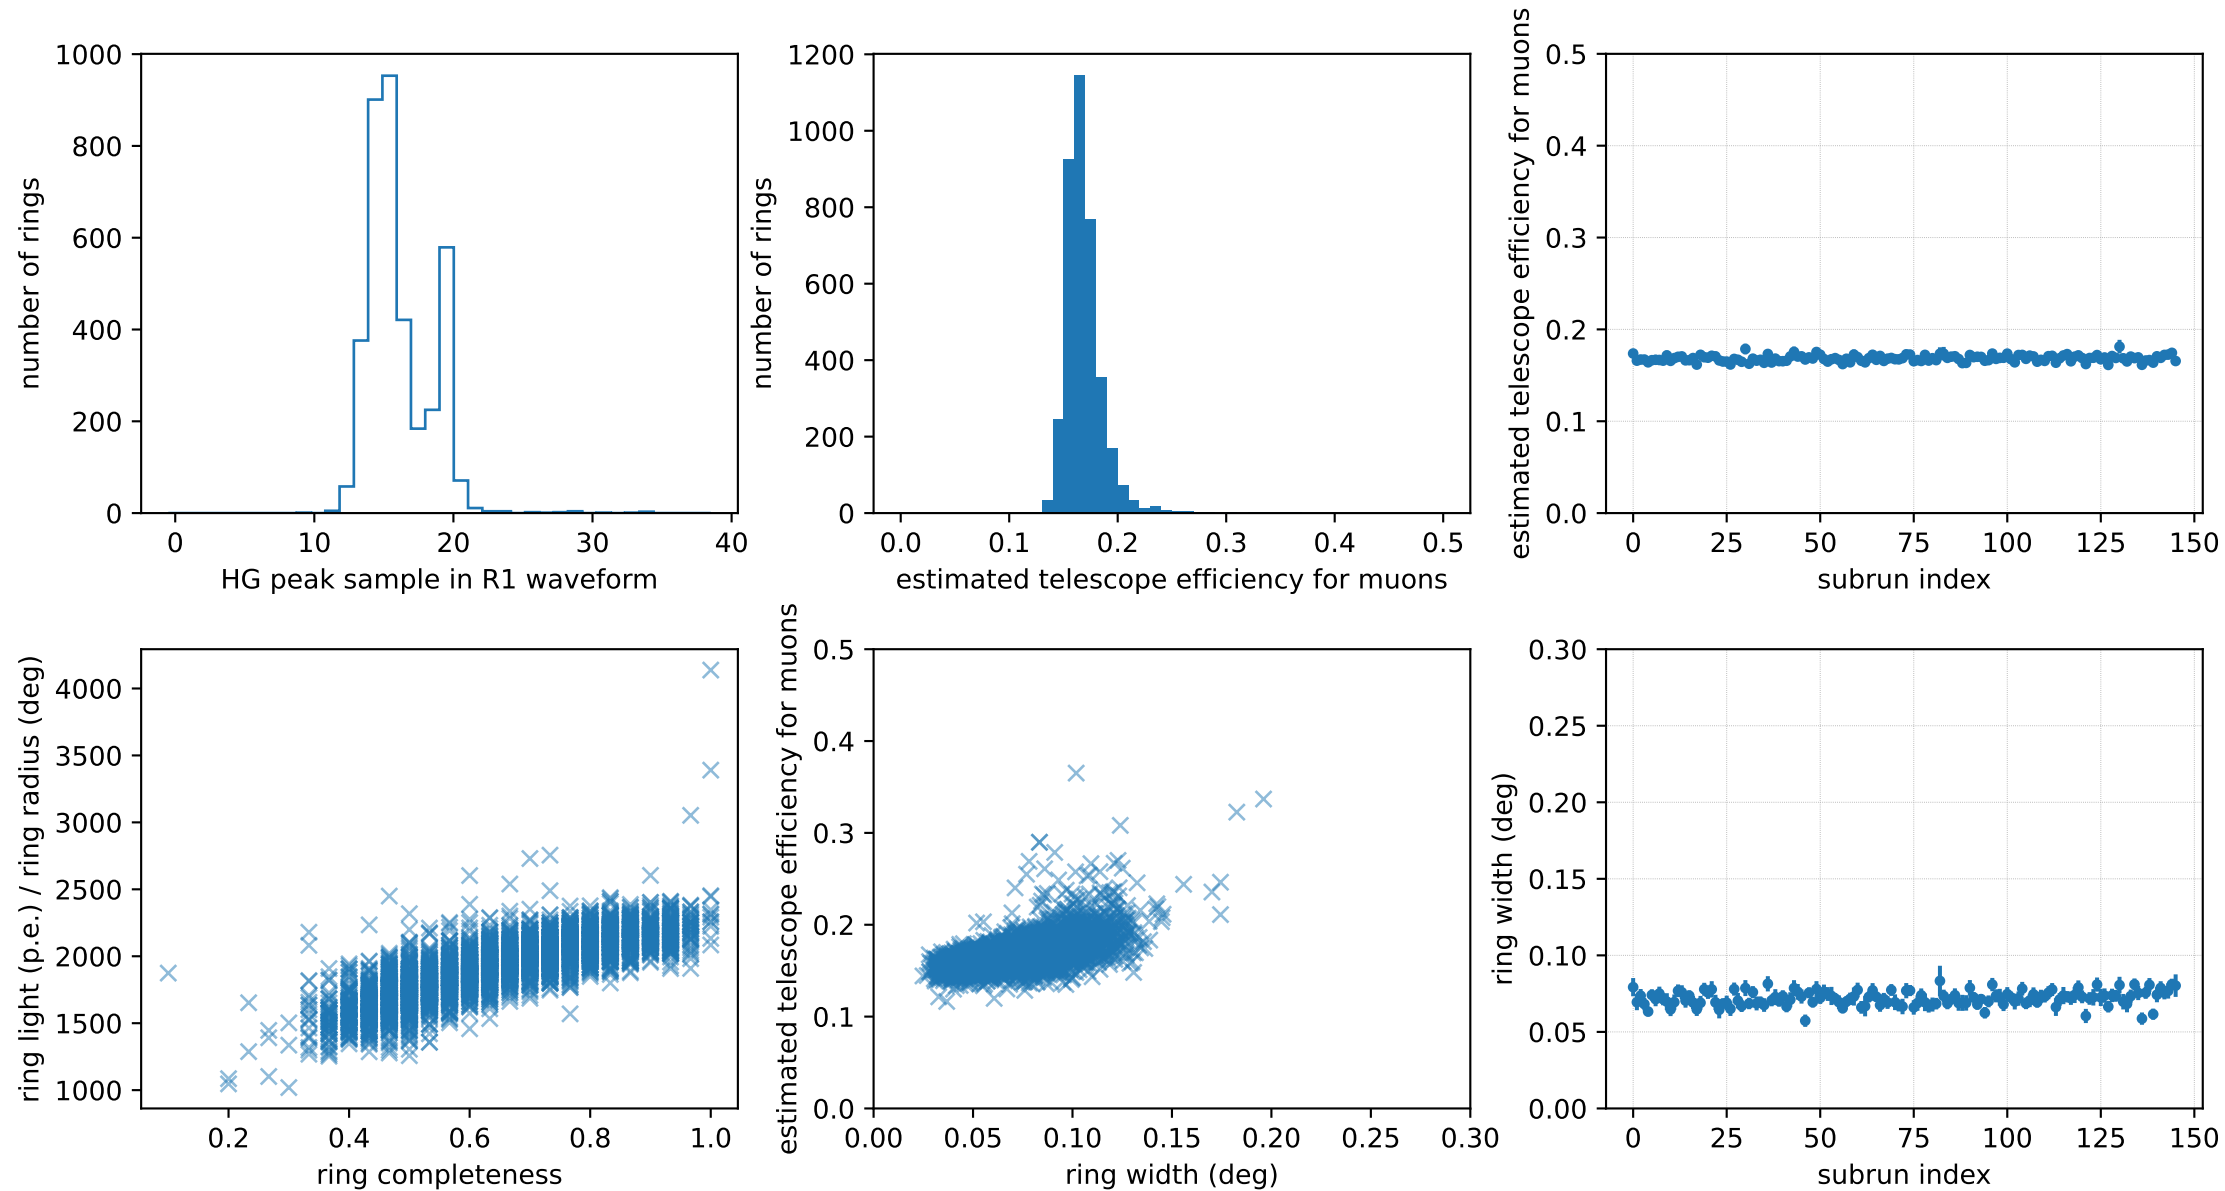 1000
800
600
400
200
0
number of rings
0 10 20 30 40
HG peak sample in R1 waveform
1200
1000
800
600
400
200
0
number of rings
0.0 0.1 0.2 0.3 0.4 0.5
estimated telescope efficiency for muons
0.5
0.4
0.3
0.2
0.1
0.0
estimated telescope efficiency for muons
0 25 50 75 100 125 150
subrun index
4000
3500
3000
2500
2000
1500
1000
ring light (p.e.) / ring radius (deg)
0.2 0.4 0.6 0.8 1.0
ring completeness
0.5
0.4
0.3
0.2
0.1
0.0
estimated telescope efficiency for muons
0.00 0.05 0.10 0.15 0.20 0.25 0.30
ring width (deg)
0.30
0.25
0.20
0.15
0.10
0.05
0.00
ring width (deg)
0 25 50 75 100 125 150
subrun index